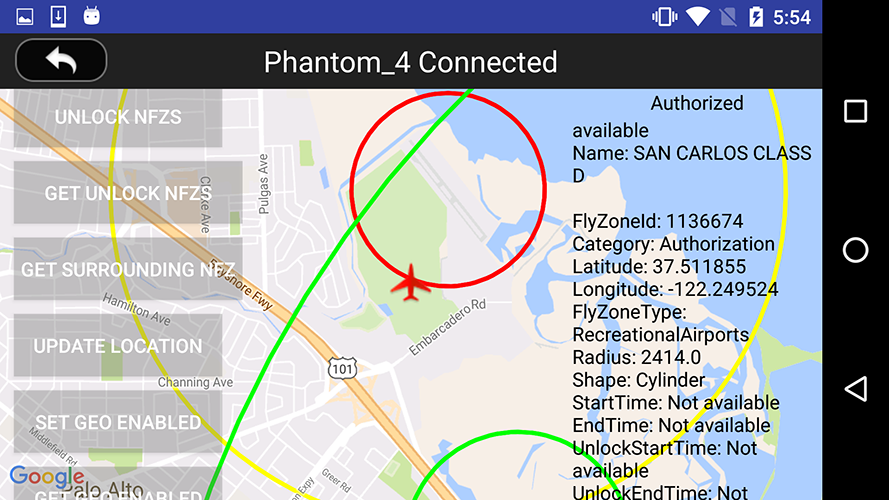 5:54
Phantom_4 Connected
UNLOCK NFZS
GET UNLOCK NFZS
GET SURROUNDING NFZ
UPDATE LOCATION
SET GEO ENABLED
GET GEO ENABLED
Pulgas Ave
Clarke Ave
Bayshore Fwy
Hamilton Ave
Embarcadero Rd
101
Channing Ave
Middlefield Rd
Google
Palo Alto
Greer Rd
Authorized
available
Name: SAN CARLOS CLASS
D
FlyZoneId: 1136674
Category: Authorization
Latitude: 37.511855
Longitude: -122.249524
FlyZoneType:
RecreationalAirports
Radius: 2414.0
Shape: Cylinder
StartTime: Not available
EndTime: Not available
UnlockStartTime: Not
available
UnlockEndTime: Not